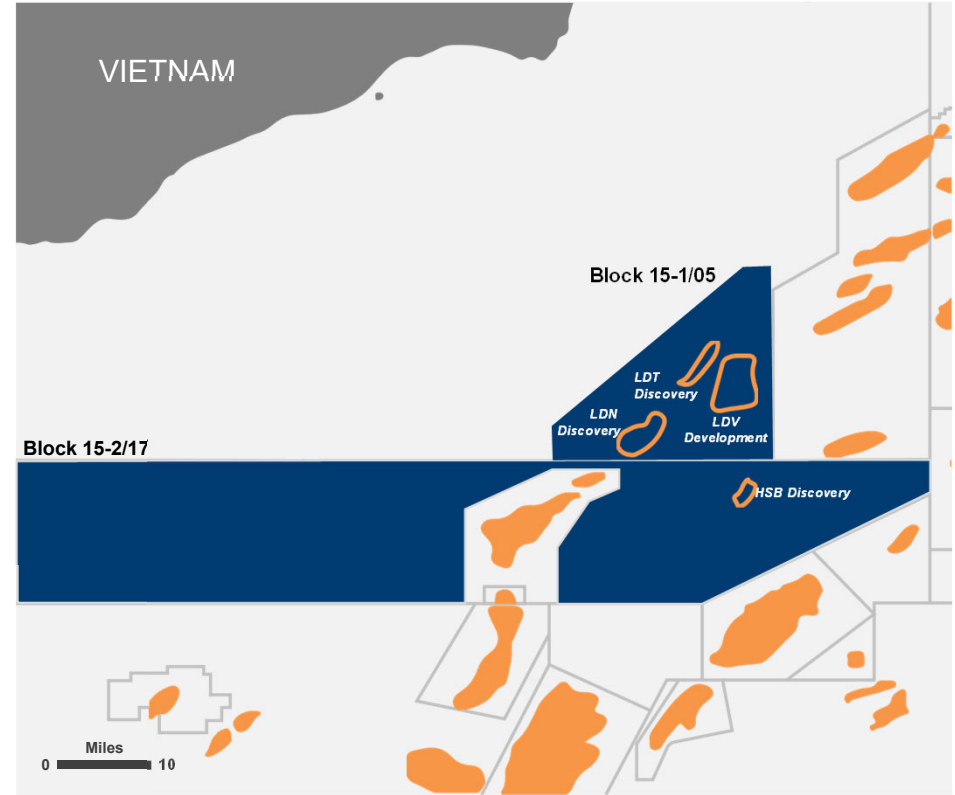 VIETNAM
Block 15-1/05
LDT
Discovery
LDN
Discovery
LDV
Development
Block 15-2/17
HSB Discovery
Miles
0 10